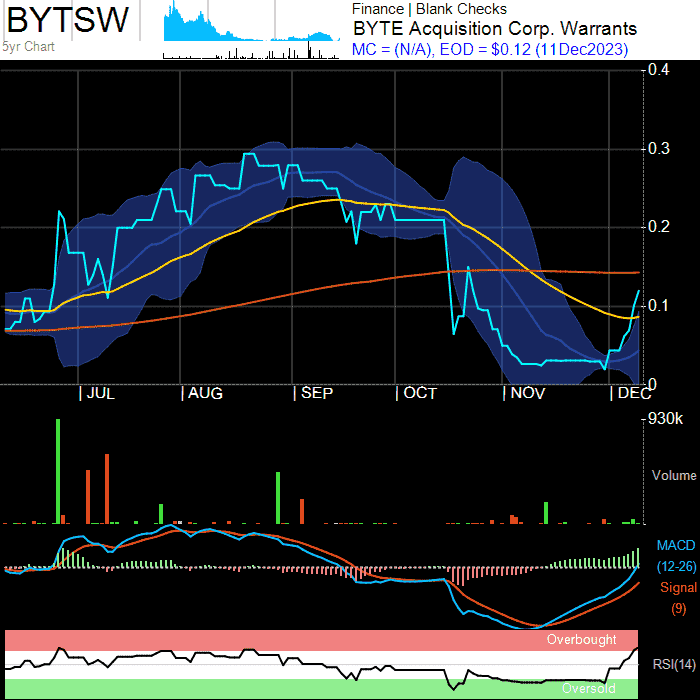 BYTSW
5yr Chart
Finance | Blank Checks
BYTE Acquisition Corp. Warrants
MC = (N/A), EOD = $0.12 (11Dec2023)
0.4
0.3
0.2
0.1
0
JUL
AUG
SEP
OCT
NOV
DEC
930k
Volume
MACD
(12-26)
Signal
(9)
Overbought
RSI(14)
Oversold